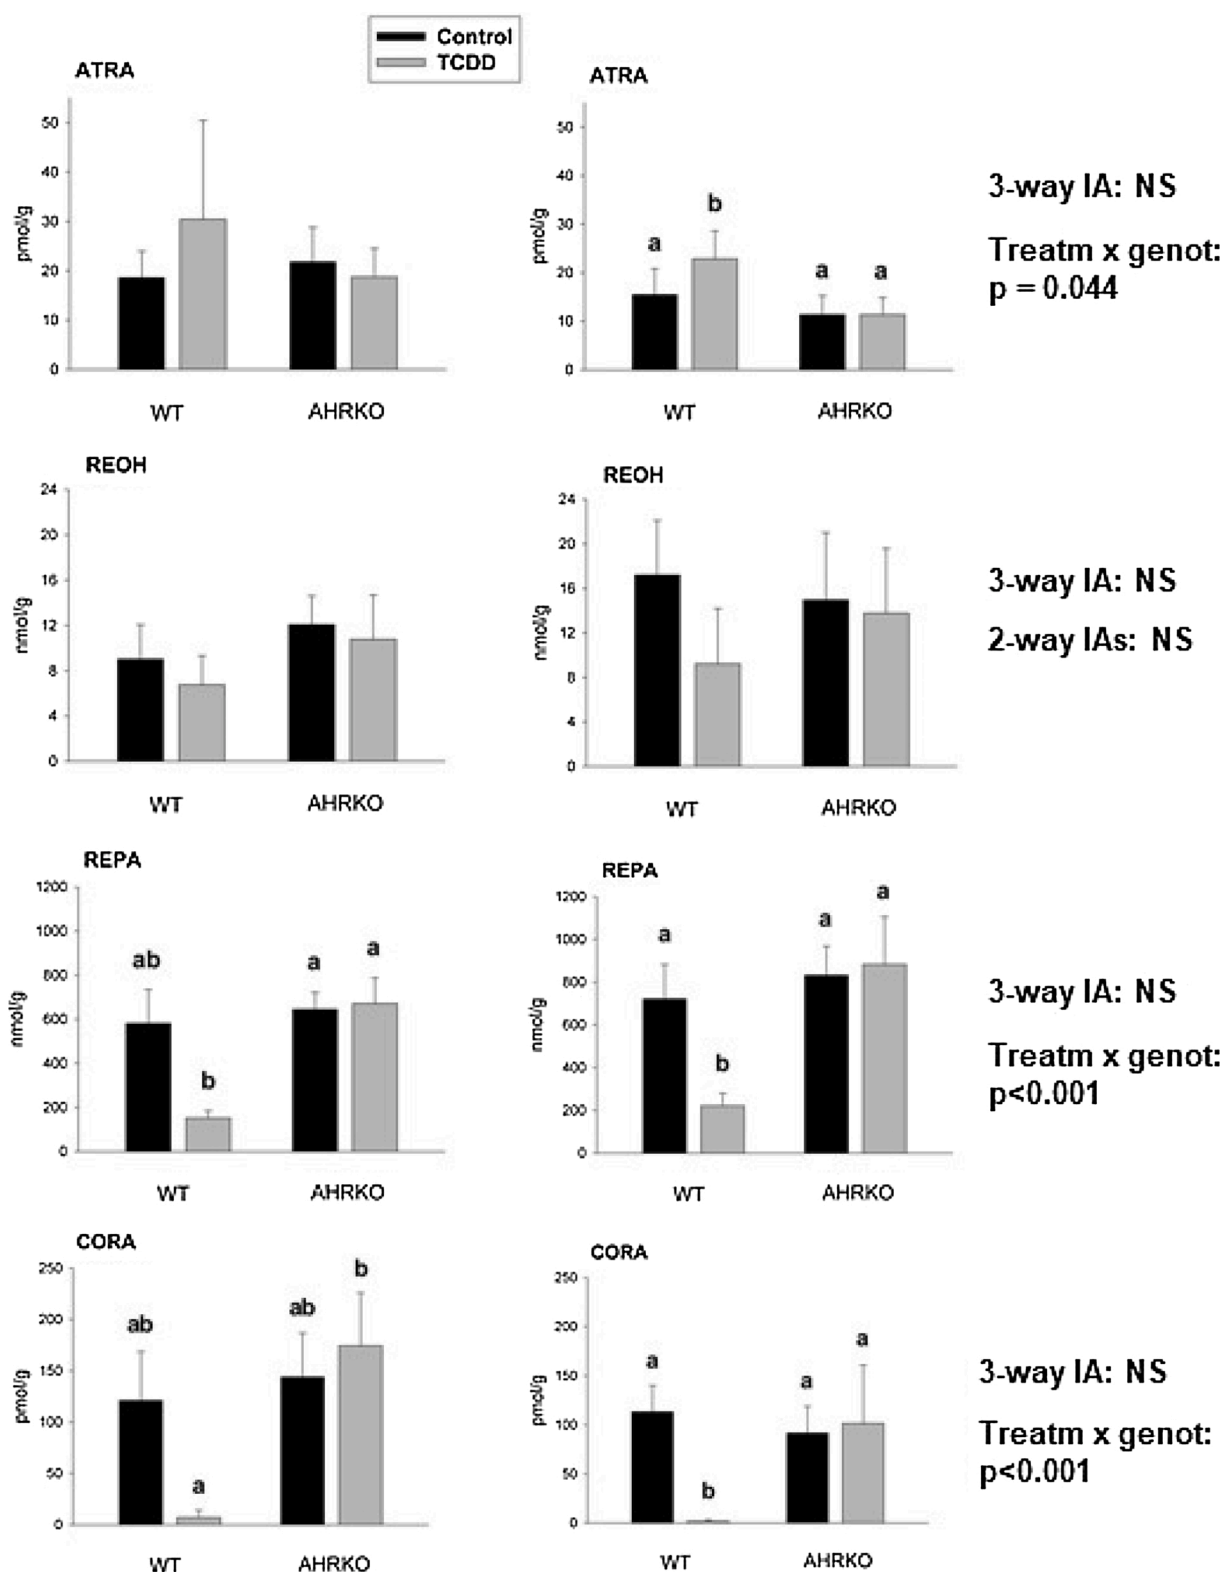 Control
TCDD
ATRA
50
40
30
20
10
0
pmol/g
WT
AHRKO
ATRA
50
40
30
20
10
0
pmol/g
a
b
a
a
WT
AHRKO
3-way IA: NS
Treatm x genot:
p = 0.044
REOH
24
20
16
12
8
4
0
nmol/g
WT
AHRKO
REOH
24
20
16
12
8
4
0
nmol/g
WT
AHRKO
3-way IA: NS
2-way IAs: NS
REPA
1200
1000
800
600
400
200
0
nmol/g
ab
b
a
a
WT
AHRKO
REPA
1200
1000
800
600
400
200
0
nmol/g
a
b
a
a
WT
AHRKO
3-way IA: NS
Treatm x genot:
p<0.001
CORA
250
200
150
100
50
0
pmol/g
ab
a
ab
b
WT
AHRKO
CORA
250
200
150
100
50
0
pmol/g
a
b
a
a
WT
AHRKO
3-way IA: NS
Treatm x genot:
p<0.001